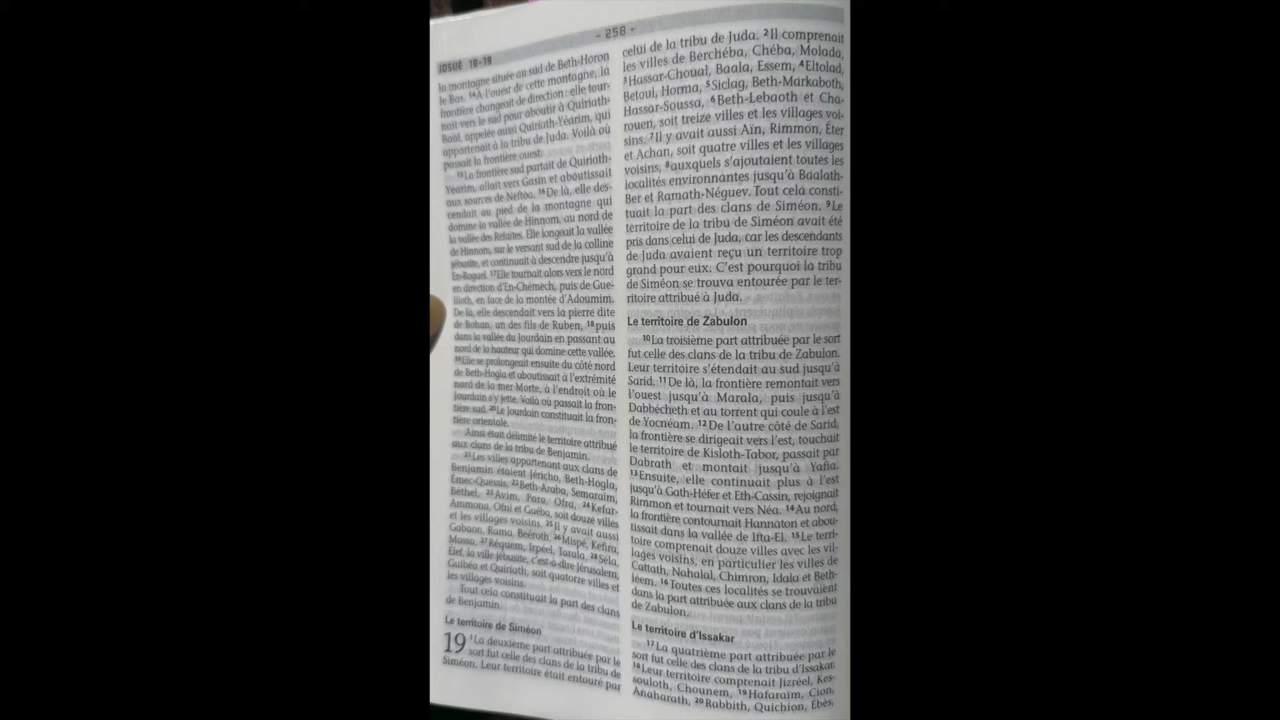 - 258 -
JOSUÉ 18-19
la montagne située au sud de Beth-Horon
le Bas. 14À l'ouest de cette montagne, la
frontière changeait de direction : elle tour-
nait vers le sud pour aboutir à Quiriath-
Baal, appelée aussi Quiriath-Yéarim, qui
appartenait à la tribu de Juda. Voilà où
passait la frontière ouest.
15La frontière sud partait de Quiriath-
Yéarim, allait vers Gasin et aboutissait
aux sources de Neftoa. 16De là, elle des-
cendait au pied de la montagne qui
domine la vallée de Hinnom, au nord de
la vallée des Refaïtes. Elle longeait la vallée
de Hinnom, sur le versant sud de la colline
jébusite, et continuait à descendre jusqu'à
En-Roguel. 17Elle tournait alors vers le nord
en direction d'En-Chémech, puis de Gue-
liloth, en face de la montée d'Adoumim.
De là, elle descendait vers la pierre dite
de Bohan, un des fils de Ruben, 18puis
dans la vallée du Jourdain en passant au
nord de la hauteur qui domine cette vallée.
19Elle se prolongeait ensuite du côté nord
de Beth-Hogla et aboutissait à l'extrémité
nord de la mer Morte, à l'endroit où le
Jourdain s'y jette. Voilà où passait la fron-
tière sud. 20Le Jourdain constituait la fron-
tière orientale.
Ainsi était délimité le territoire attribué
aux clans de la tribu de Benjamin.
21Les villes appartenant aux clans de
Benjamin étaient Jéricho, Beth-Hogla,
Émec-Quessis, 22Beth-Araba, Semaraïm,
Béthel, 23Avim, Para, Ofra, 24Kefar-
Ammona, Ofni et Guéba, soit douze villes
et les villages voisins. 25Il y avait aussi
Gabaon, Rama, Beéroth, 26Mispé, Kefira,
Mossa, 27Réquem, Irpéel, Tarala, 28Séla,
Élef, la ville jébusite, c'est-à-dire Jérusalem,
Guibéa et Quiriath, soit quatorze villes et
les villages voisins.
Tout cela constituait la part des clans
de Benjamin.
Le territoire de Siméon
19 1La deuxième part attribuée par le
sort fut celle des clans de la tribu de
Siméon. Leur territoire était entouré par
celui de la tribu de Juda. 2Il comprenait
les villes de Berchéba, Chéba, Molada,
3Hassar-Choual, Baala, Essem, 4Eltolad,
Betoul, Horma, 5Siclag, Beth-Markaboth,
Hassar-Soussa, 6Beth-Lebaoth et Cha-
rouen, soit treize villes et les villages voi-
sins. 7Il y avait aussi Aïn, Rimmon, Éter
et Achan, soit quatre villes et les villages
voisins, 8auxquels s'ajoutaient toutes les
localités environnantes jusqu'à Baalath-
Ber et Ramath-Néguev. Tout cela consti-
tuait la part des clans de Siméon. 9Le
territoire de la tribu de Siméon avait été
pris dans celui de Juda, car les descendants
de Juda avaient reçu un territoire trop
grand pour eux. C'est pourquoi la tribu
de Siméon se trouva entourée par le ter-
ritoire attribué à Juda.
Le territoire de Zabulon
10La troisième part attribuée par le sort
fut celle des clans de la tribu de Zabulon.
Leur territoire s'étendait au sud jusqu'à
Sarid. 11De là, la frontière remontait vers
l'ouest jusqu'à Marala, puis jusqu'à
Dabbécheth et au torrent qui coule à l'est
de Yocnéam. 12De l'autre côté de Sarid,
la frontière se dirigeait vers l'est, touchait
le territoire de Kisloth-Tabor, passait par
Dabrath et montait jusqu'à Yafia.
13Ensuite, elle continuait plus à l'est
jusqu'à Gath-Héfer et Eth-Cassin, rejoignait
Rimmon et tournait vers Néa. 14Au nord,
la frontière contournait Hannaton et abou-
tissait dans la vallée de Ifta-El. 15Le terri-
toire comprenait douze villes avec les vil-
lages voisins, en particulier les villes de
Cattath, Nahalal, Chimron, Idala et Beth-
léem. 16Toutes ces localités se trouvaient
dans la part attribuée aux clans de la tribu
de Zabulon.
Le territoire d'Issakar
17La quatrième part attribuée par le
sort fut celle des clans de la tribu d'Issakar.
18Leur territoire comprenait Jizréel, Kes-
souloth, Chounem, 19Hafaraïm, Cion,
Anaharath, 20Rabbith, Quichion, Ébès,